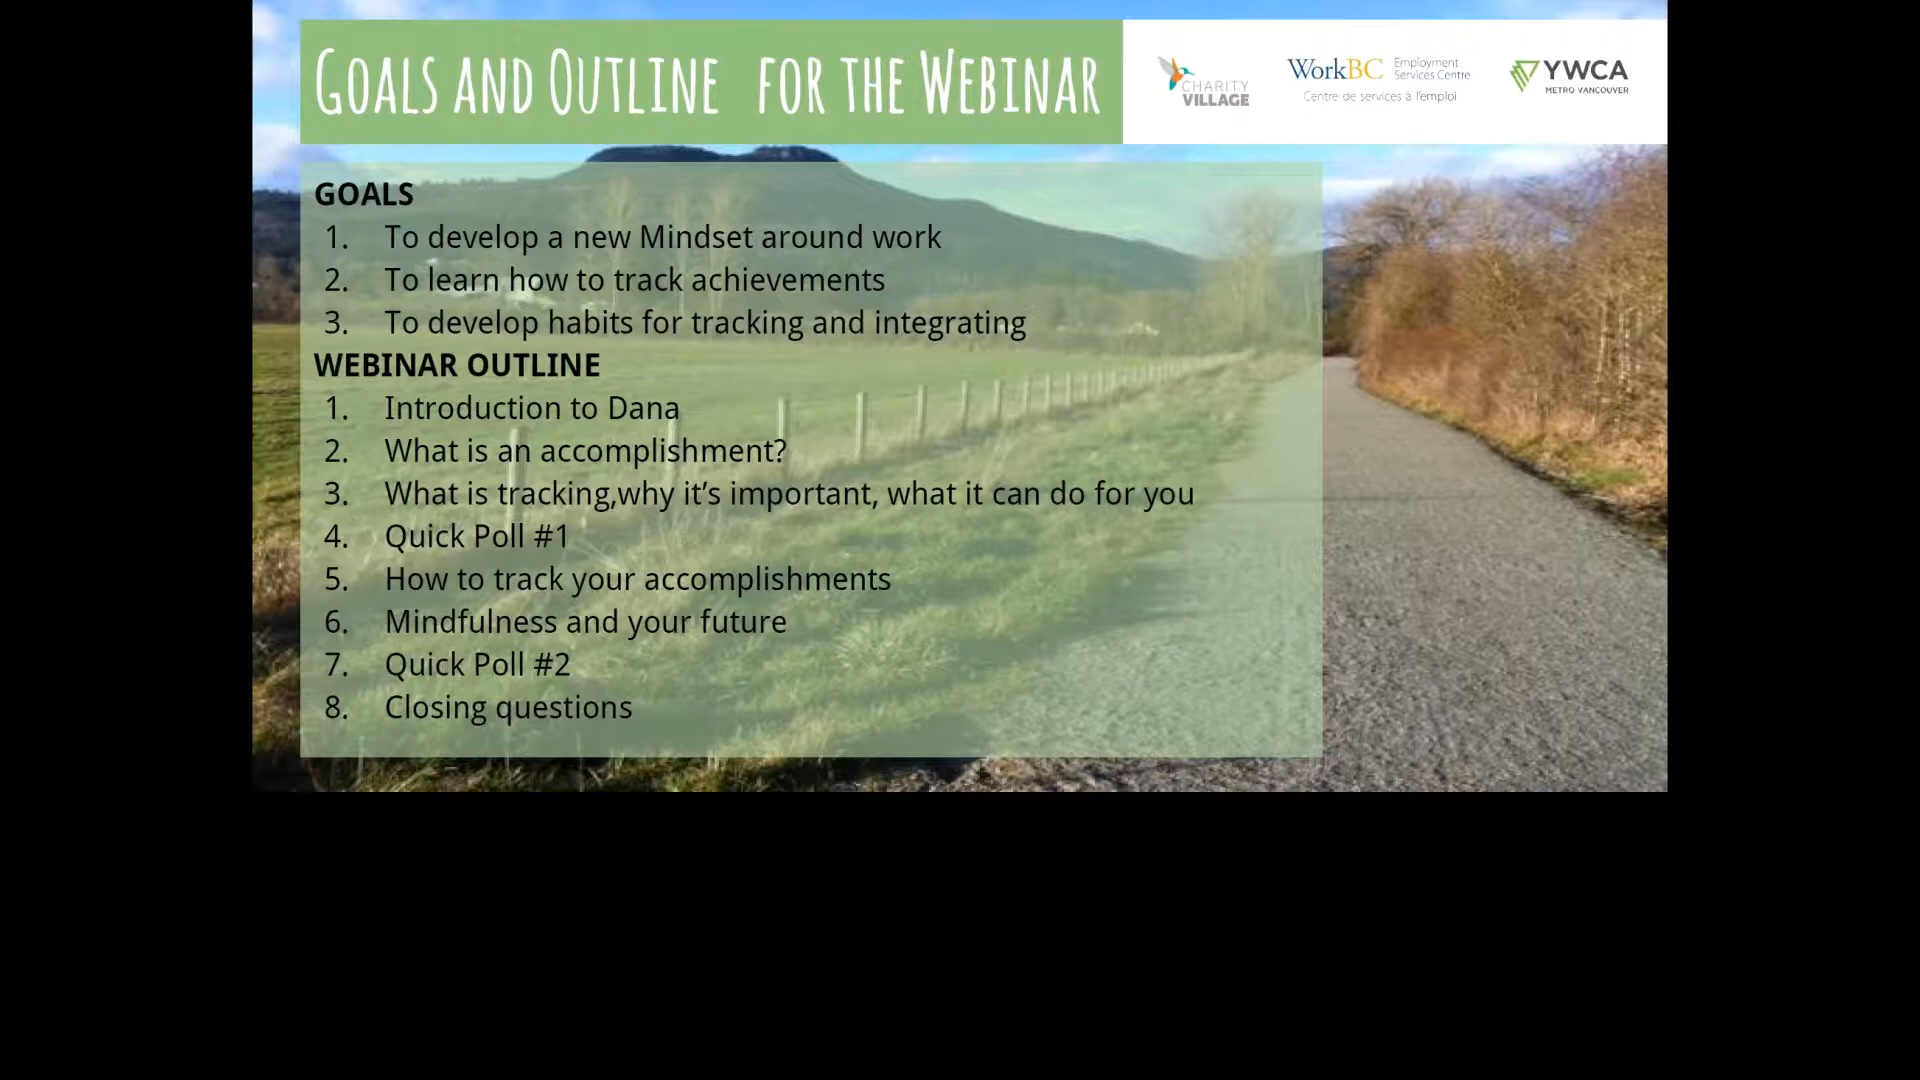 GOALS AND OUTLINE FOR THE WEBINAR
CHARITY
VILLAGE
WorkBC Employment
Services Centre
Centre de services à l'emploi
YWCA
METRO VANCOUVER
GOALS
1. To develop a new Mindset around work
2. To learn how to track achievements
3. To develop habits for tracking and integrating
WEBINAR OUTLINE
1. Introduction to Dana
2. What is an accomplishment?
3. What is tracking,why it’s important, what it can do for you
4. Quick Poll #1
5. How to track your accomplishments
6. Mindfulness and your future
7. Quick Poll #2
8. Closing questions